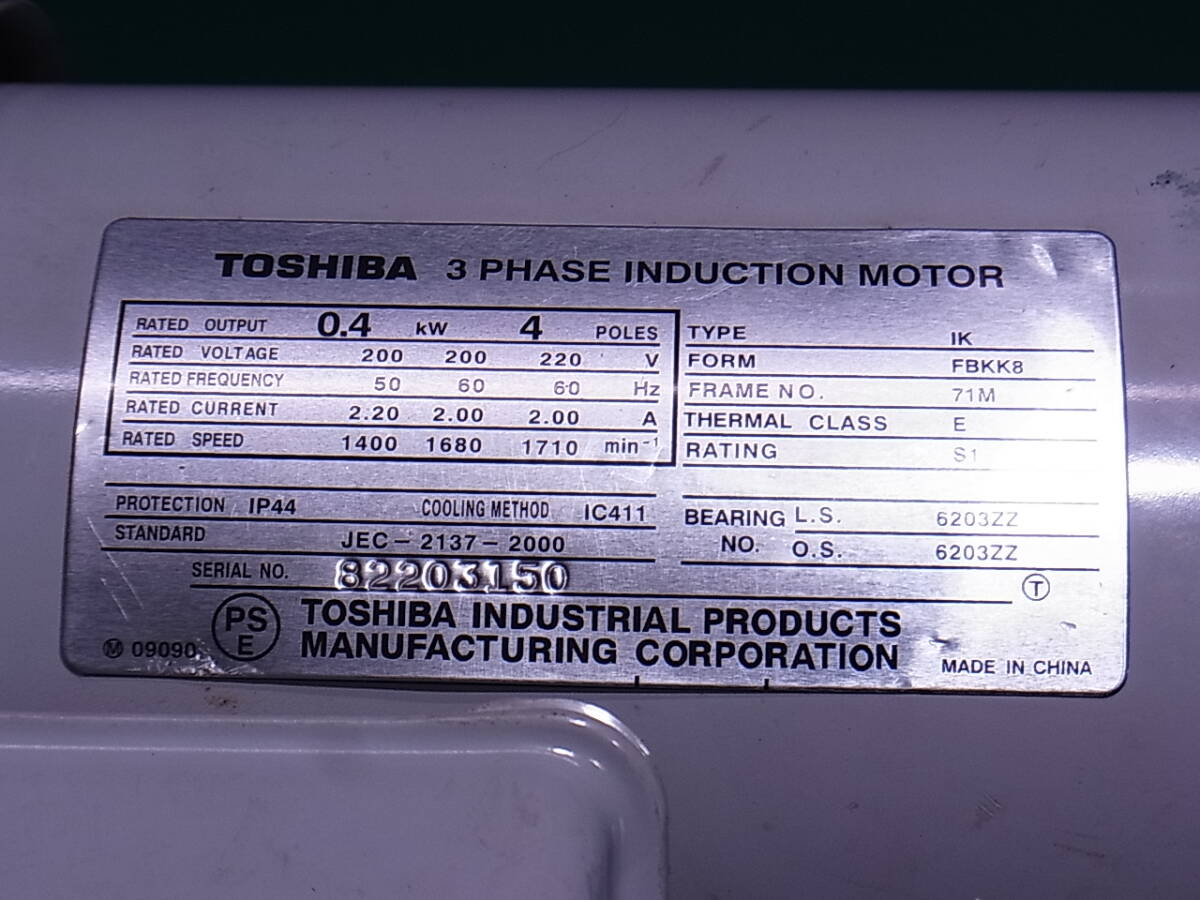 TOSHIBA 3 PHASE INDUCTION MOTOR
RATED OUTPUT 0.4 kW 4 POLES
RATED VOLTAGE 200 200 220 V
RATED FREQUENCY 50 60 60 Hz
RATED CURRENT 2.20 2.00 2.00 A
RATED SPEED 1400 1680 1710 min⁻¹
TYPE IK
FORM FBKK8
FRAME NO. 71M
THERMAL CLASS E
RATING S1
PROTECTION IP44 COOLING METHOD IC411
STANDARD JEC-2137-2000
BEARING NO. L.S. 6203ZZ
O.S. 6203ZZ
SERIAL NO. 82203150
T
PS
E
TOSHIBA INDUSTRIAL PRODUCTS
MANUFACTURING CORPORATION
M 09090
MADE IN CHINA